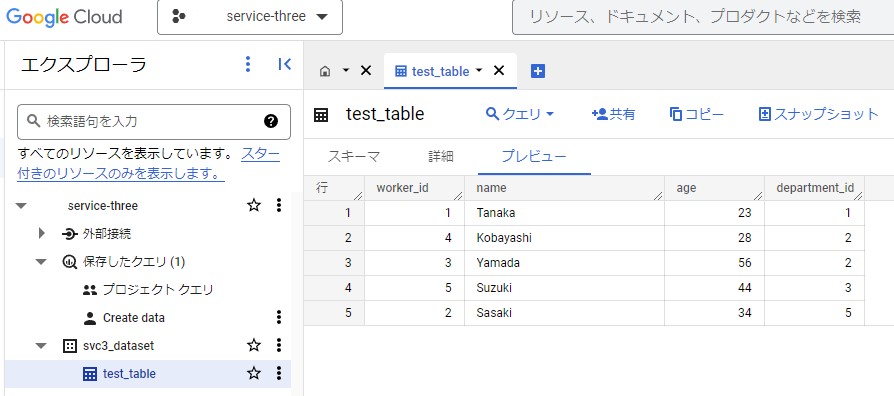 Google Cloud service-three リソース、ドキュメント、プロダクトなどを検索
エクスプローラ
検索語句を入力
すべてのリソースを表示しています。 スター
付きのリソースのみを表示します。
service-three
外部接続
保存したクエリ (1)
プロジェクト クエリ
Create data
svc3_dataset
test_table
test_table
test_table クエリ 共有 コピー スナップショット
スキーマ 詳細 プレビュー
行 worker_id name age department_id
1 1 Tanaka 23 1
2 4 Kobayashi 28 2
3 3 Yamada 56 2
4 5 Suzuki 44 3
5 2 Sasaki 34 5